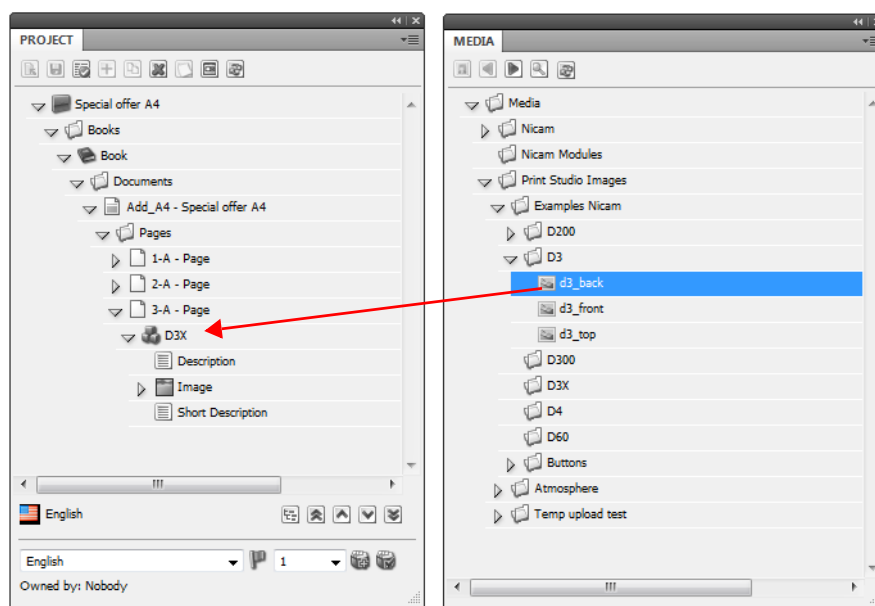 PROJECT
Special offer A4
Books
Book
Documents
Add_A4 - Special offer A4
Pages
1-A - Page
2-A - Page
3-A - Page
D3X
Description
Image
Short Description
English
English
1
Owned by: Nobody
MEDIA
Media
Nicam
Nicam Modules
Print Studio Images
Examples Nicam
D200
D3
d3_back
d3_front
d3_top
D300
D3X
D4
D60
Buttons
Atmosphere
Temp upload test